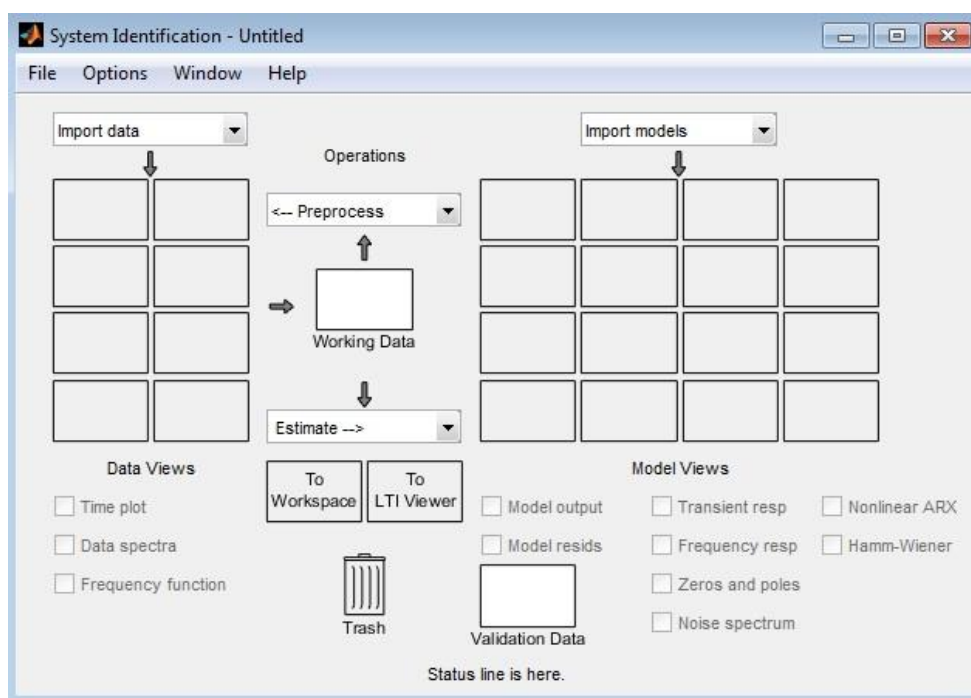 System Identification - Untitled
File Options Window Help
Import data
Import models
Operations
<-- Preprocess
Working Data
Estimate -->
Data Views
Time plot
Data spectra
Frequency function
To
Workspace
To
LTI Viewer
Trash
Model Views
Model output
Model resids
Transient resp
Frequency resp
Zeros and poles
Noise spectrum
Nonlinear ARX
Hamm-Wiener
Validation Data
Status line is here.